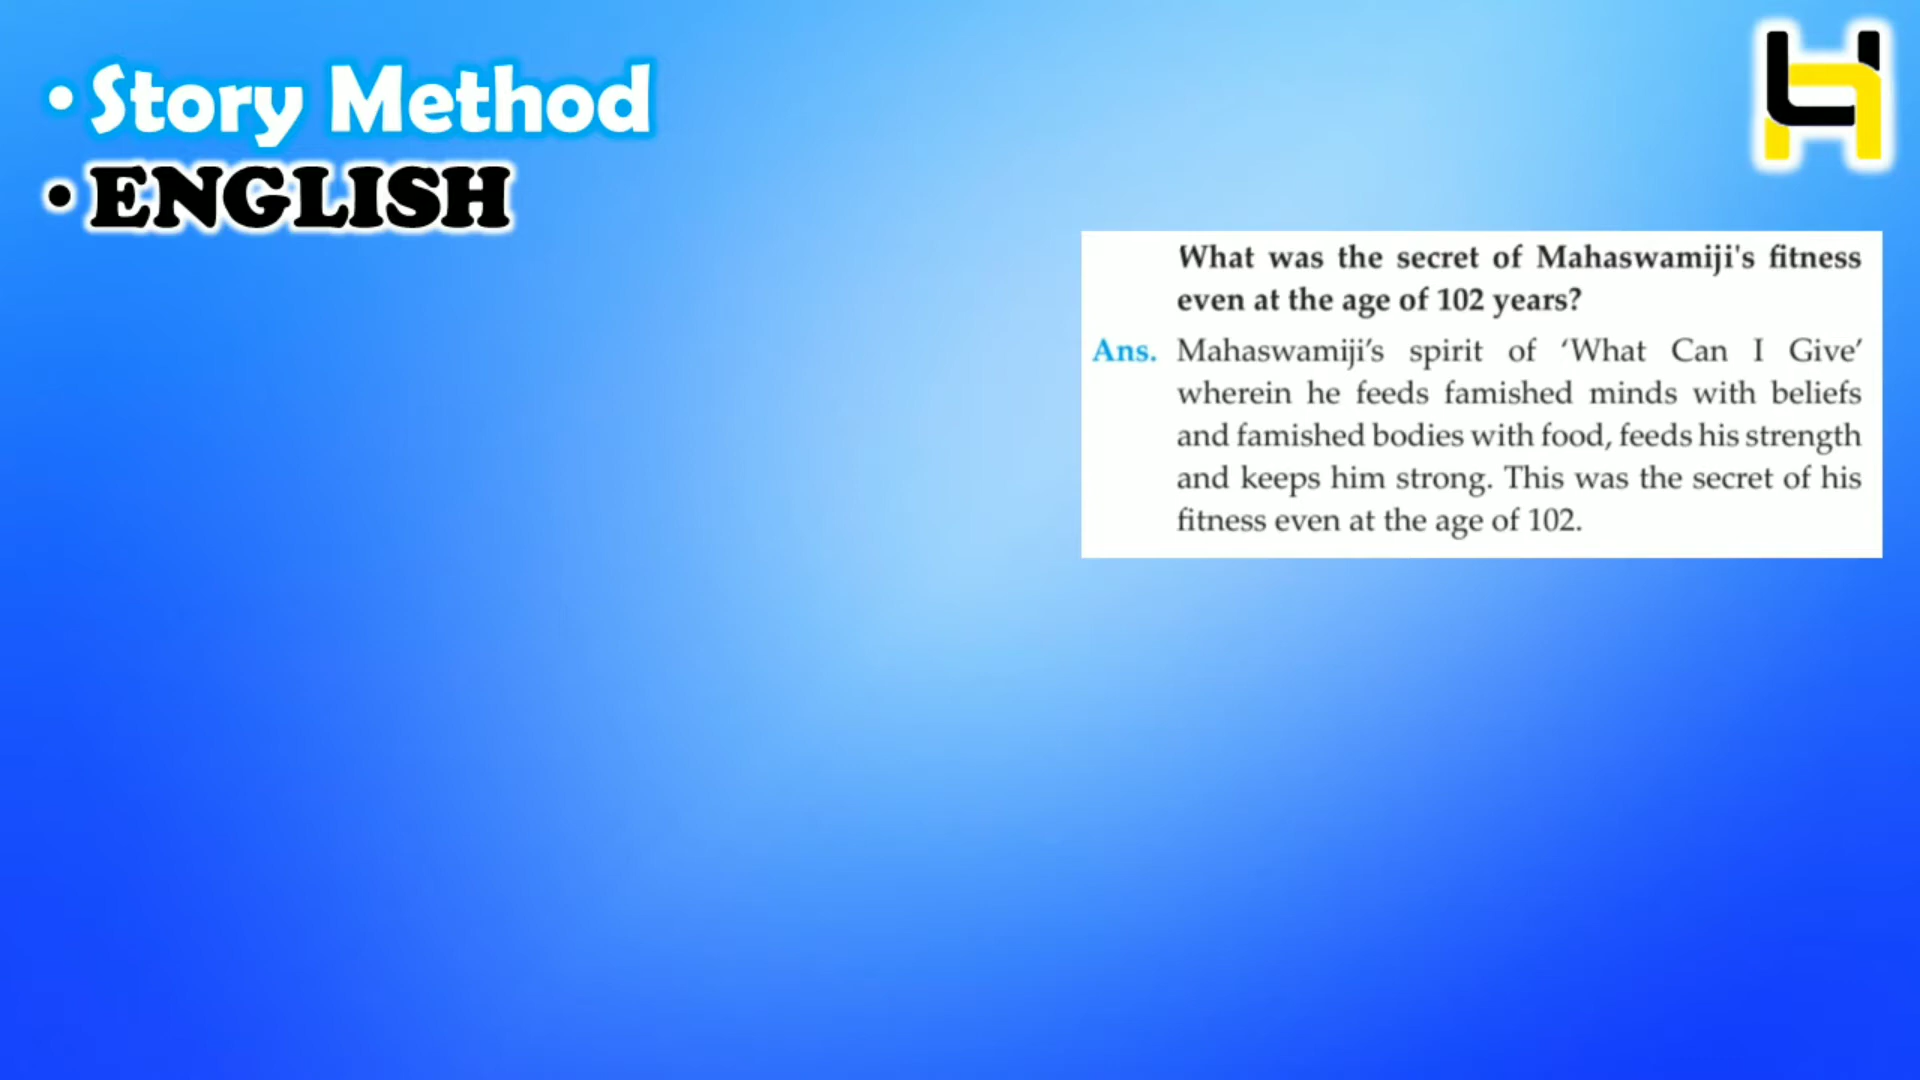 •Story Method
•ENGLISH
What was the secret of Mahaswamiji's fitness
even at the age of 102 years?
Ans. Mahaswamiji’s spirit of ‘What Can I Give’
wherein he feeds famished minds with beliefs
and famished bodies with food, feeds his strength
and keeps him strong. This was the secret of his
fitness even at the age of 102.